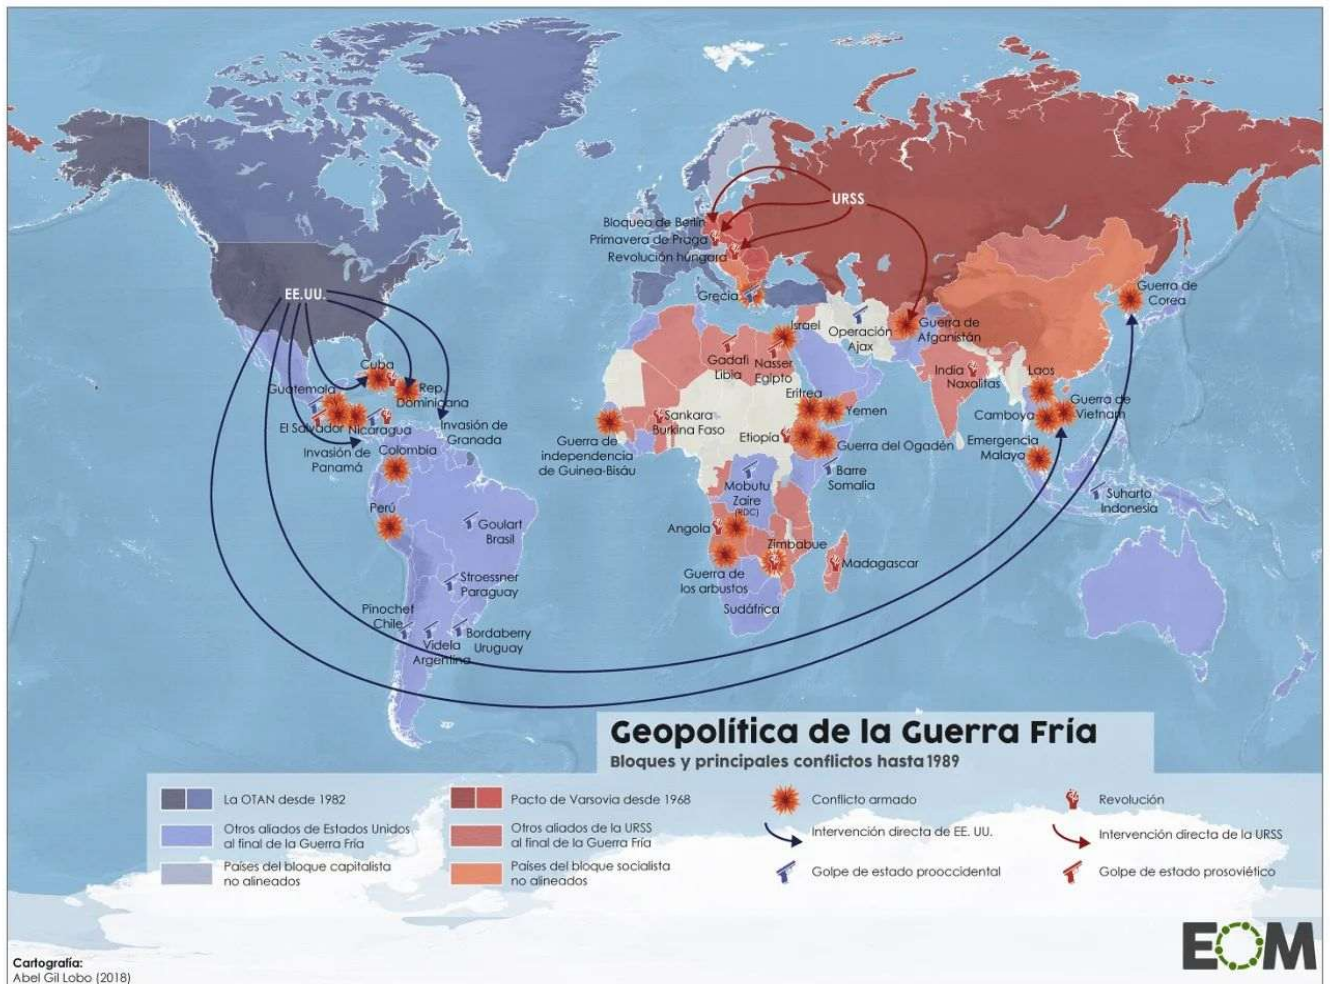 URSS
Bloqueo de Berlín
Primavera de Praga
Revolución húngara
EE.UU.
Grecia
Guerra de
Corea
Israel
Operación
Ajax
Guerra de
Afganistán
Gadafi
Libia
Nasser
Egipto
India
Naxalitas
Laos
Cuba
Guatemala
Rep.
Dominicana
El Salvador
Nicaragua
Invasión de
Granada
Invasión de
Panamá
Colombia
Eritrea
Yemen
Sankara
Burkina Faso
Etiopía
Guerra del Ogadén
Camboya
Guerra de
Vietnam
Emergencia
Malaya
Guerra de
independencia
de Guinea-Bisáu
Mobutu
Zaire
(RDC)
Barre
Somalia
Suharto
Indonesia
Perú
Goulart
Brasil
Angola
Zimbabue
Madagascar
Guerra de
los arbustos
Sudáfrica
Stroessner
Paraguay
Pinochet
Chile
Videla
Argentina
Bordaberry
Uruguay
Geopolítica de la Guerra Fría
Bloques y principales conflictos hasta 1989
La OTAN desde 1982
Otros aliados de Estados Unidos
al final de la Guerra Fría
Países del bloque capitalista
no alineados
Pacto de Varsovia desde 1968
Otros aliados de la URSS
al final de la Guerra Fría
Países del bloque socialista
no alineados
Conflicto armado
Intervención directa de EE. UU.
Golpe de estado prooccidental
Revolución
Intervención directa de la URSS
Golpe de estado prosoviético
EOM
Cartografía:
Abel Gil Lobo (2018)